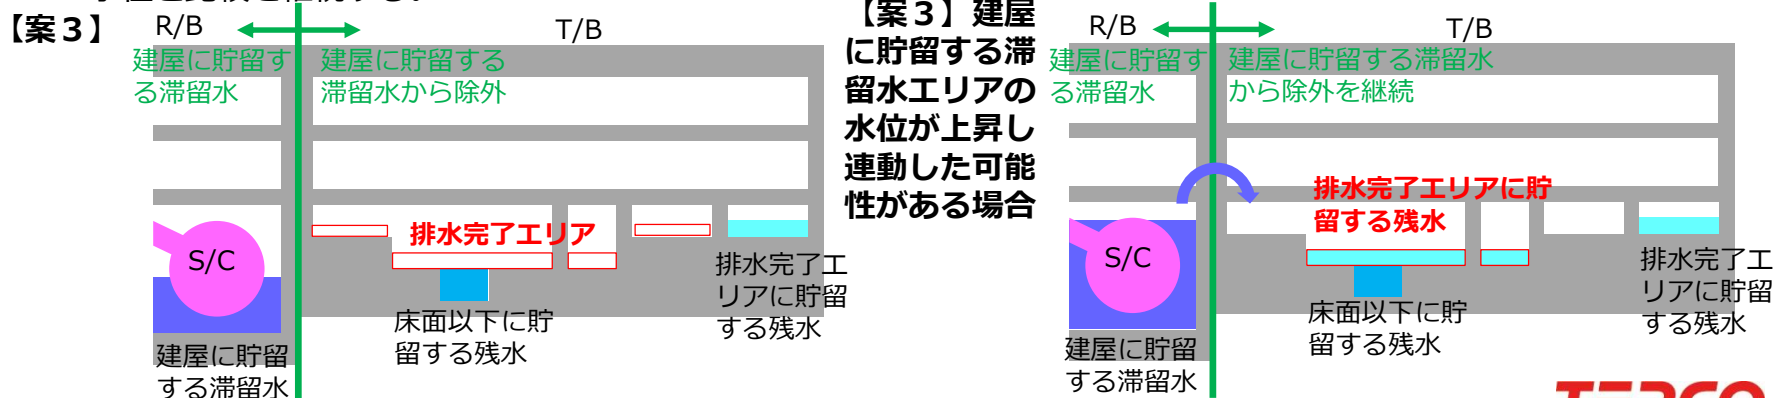 【案３】
R/B
T/B
建屋に貯留す
る滞留水
建屋に貯留する
滞留水から除外
排水完了エリア
S/C
排水完了エ
リアに貯留
する残水
床面以下に貯
留する残水
建屋に貯留
する滞留水
【案３】建屋
に貯留する滞
留水エリアの
水位が上昇し
連動した可能
性がある場合
R/B
T/B
建屋に貯留す
る滞留水
建屋に貯留する滞留水
から除外を継続
排水完了エリアに貯
留する残水
S/C
排水完了エ
リアに貯留
する残水
床面以下に貯
留する残水
建屋に貯留
する滞留水
TEPCO